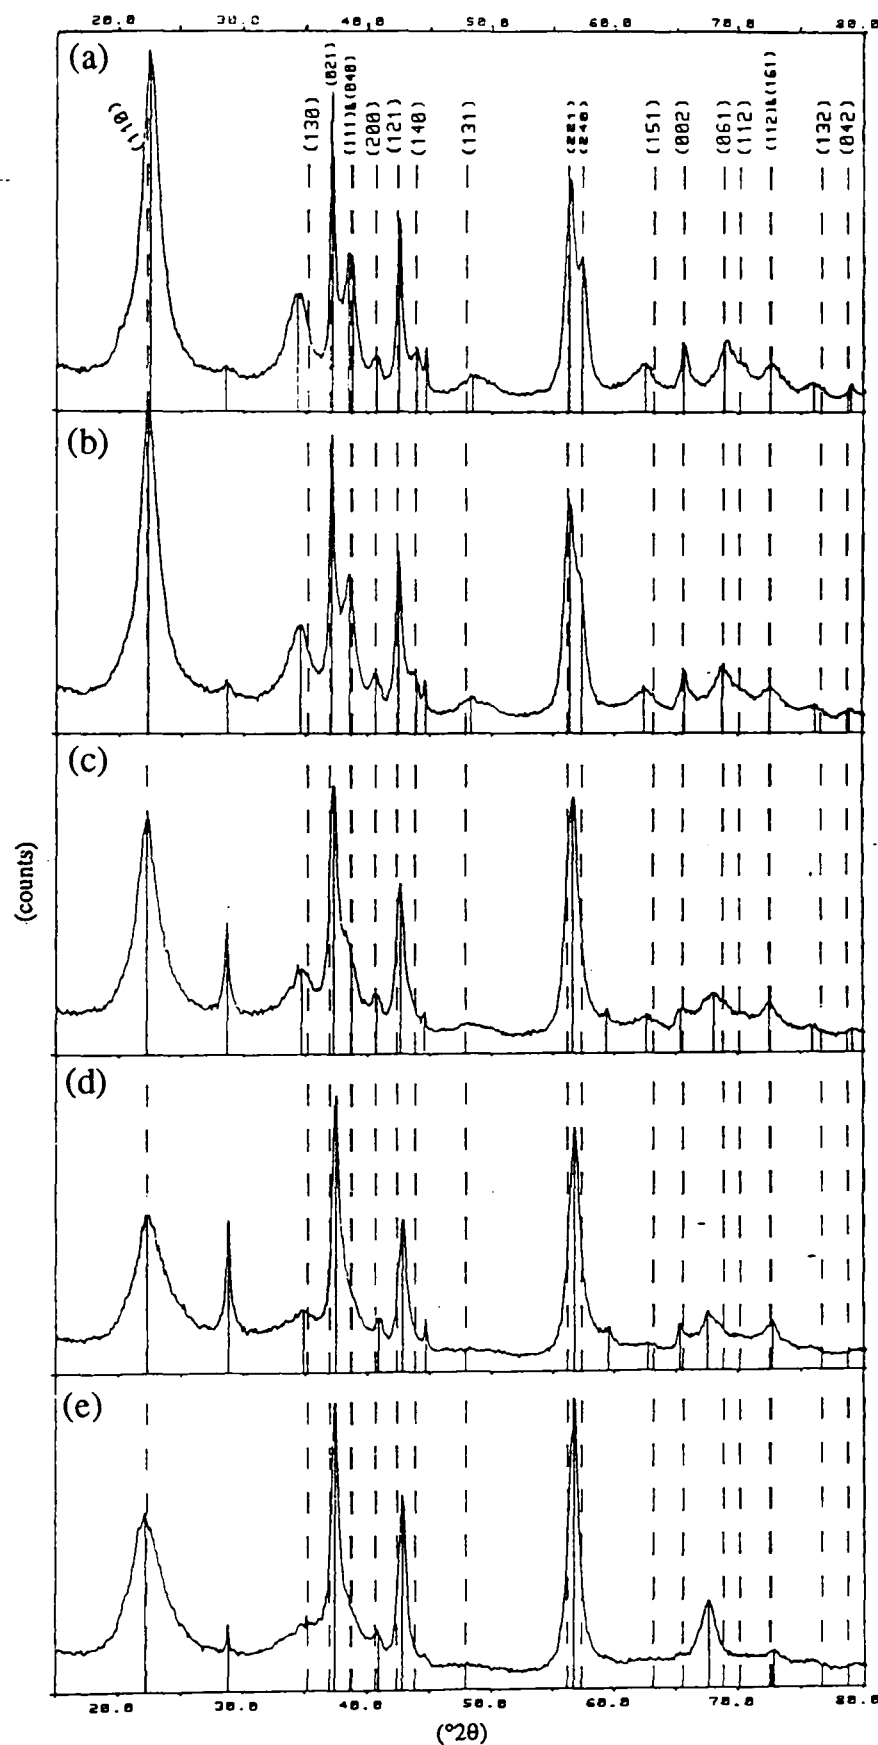 20.0 30.0 40.0 50.0 60.0 70.0 80.0
(a)
(110) (130) (021) (111)&(040) (200) (121) (140) (131) (221) (240) (151) (002) (061) (112) (112)&(161) (132) (042)
(b)
(c)
(counts)
(d)
(e)
20.0 30.0 40.0 50.0 60.0 70.0 80.0
(°2θ)